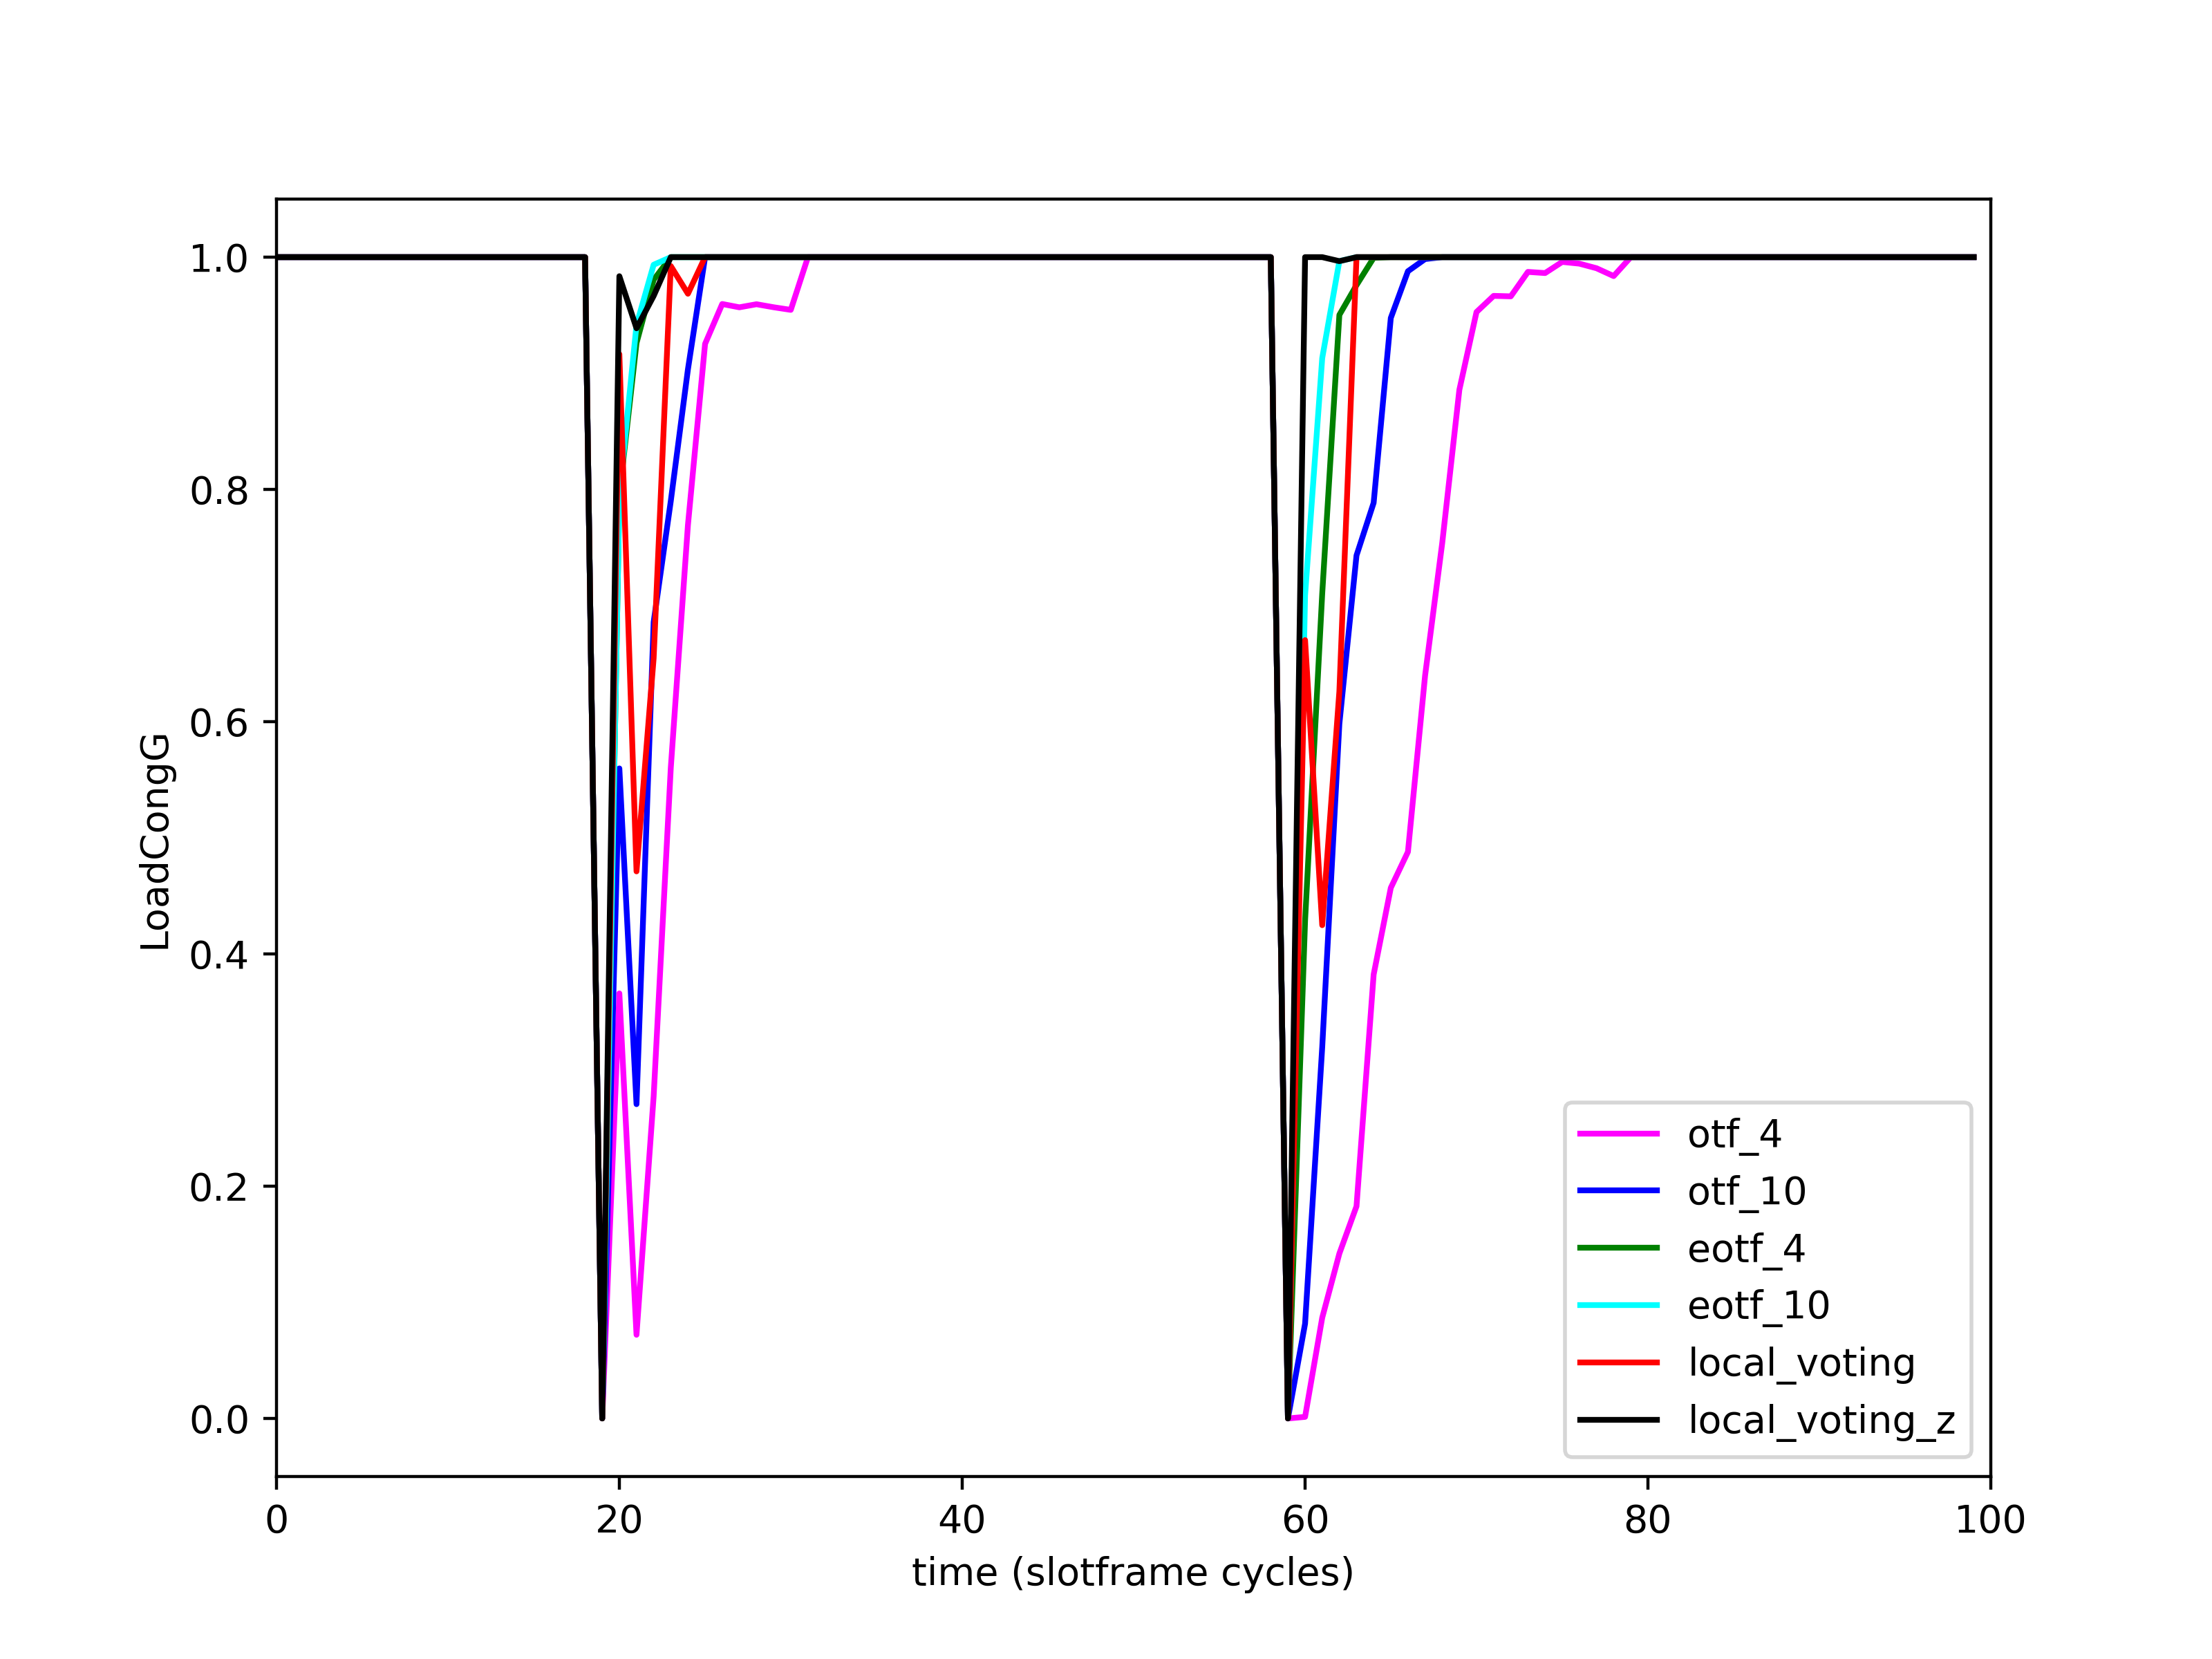 LoadCongG
1.0
0.8
0.6
0.4
0.2
0.0
0 20 40 60 80 100
time (slotframe cycles)
otf_4
otf_10
eotf_4
eotf_10
local_voting
local_voting_z